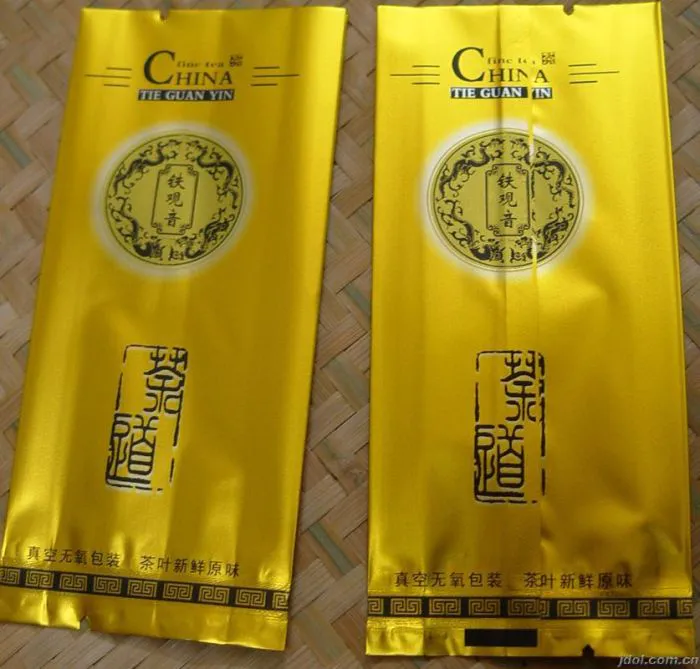 fine tea
CHINA
TIE GUAN YIN
铁观音
茶道
真空无氧包装 茶叶新鲜原味
fine tea
CHINA
TIE GUAN YIN
铁观音
茶道
真空无氧包装 茶叶新鲜原味
jdol.com.cn